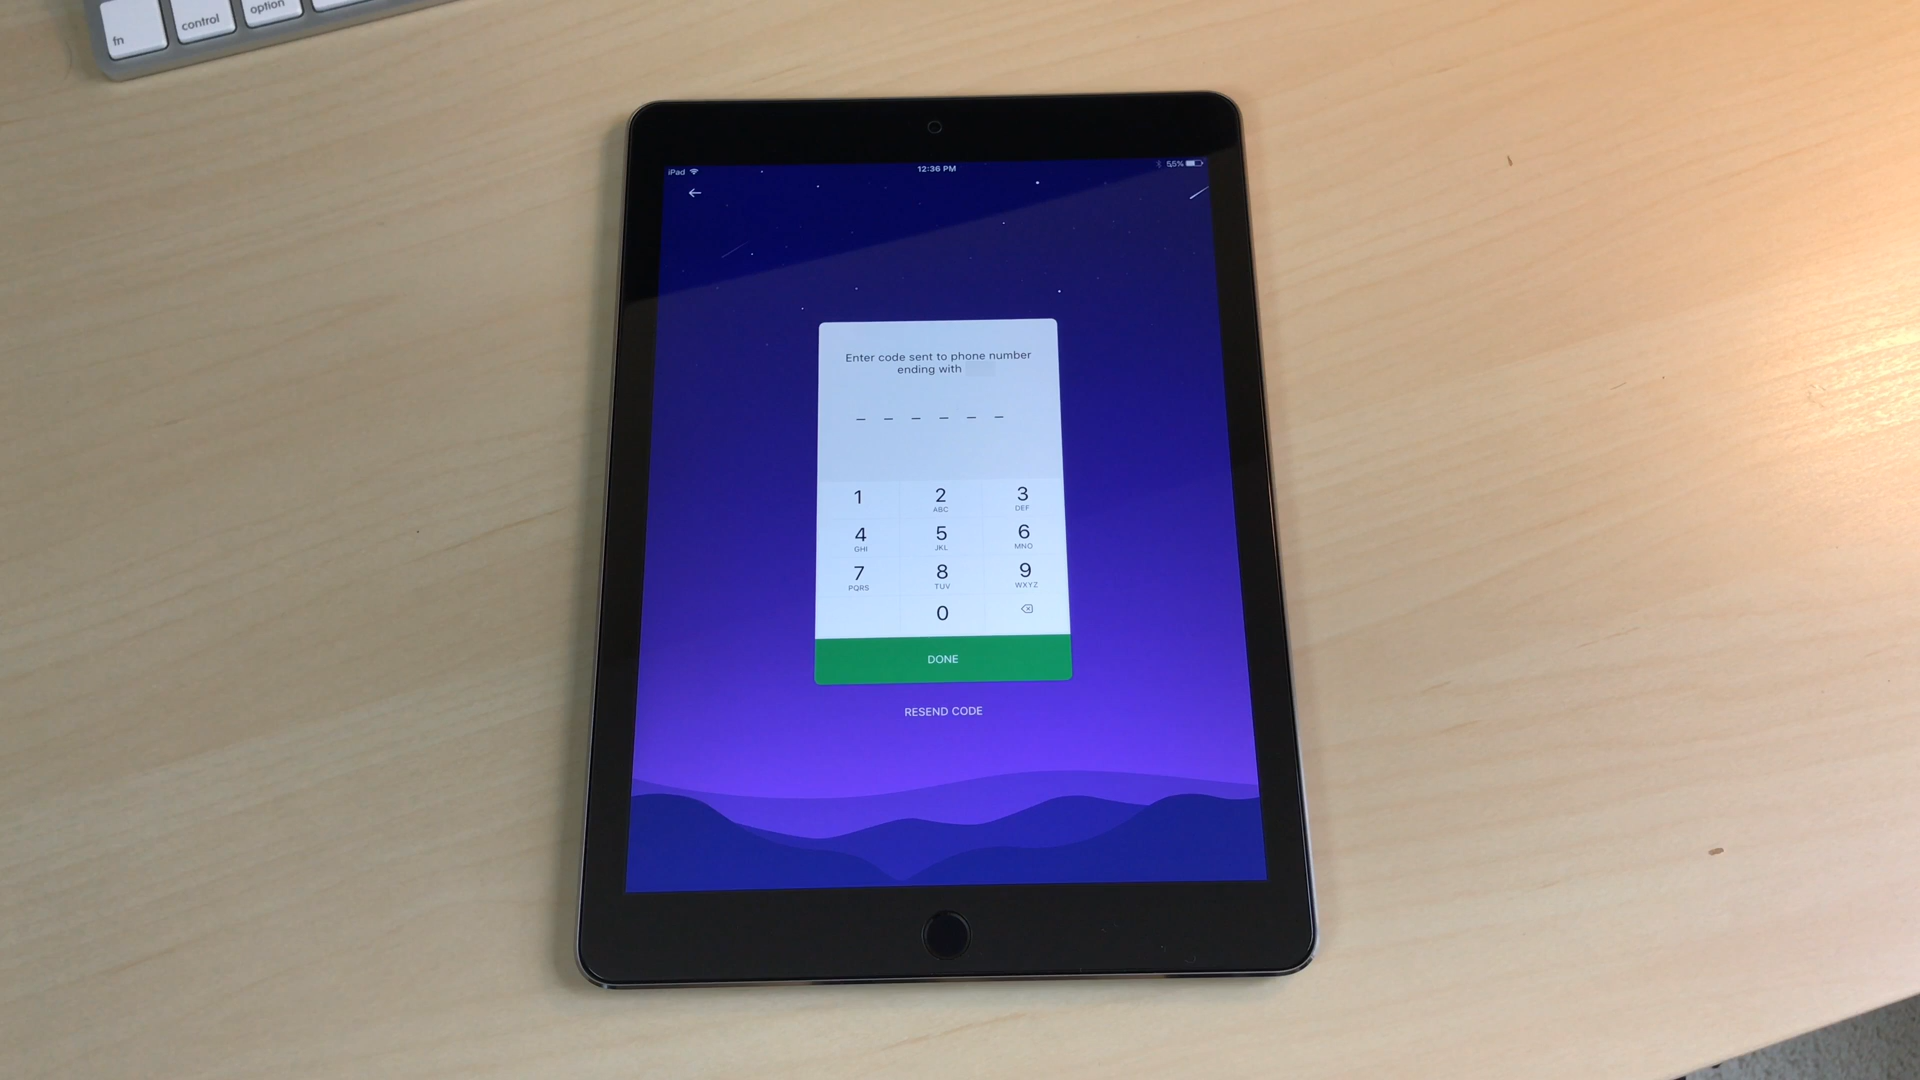 fn control option
iPad 12:36 PM 55%
Enter code sent to phone number
ending with
1 2 3
ABC DEF
4 5 6
GHI JKL MNO
7 8 9
PQRS TUV WXYZ
0
DONE
RESEND CODE